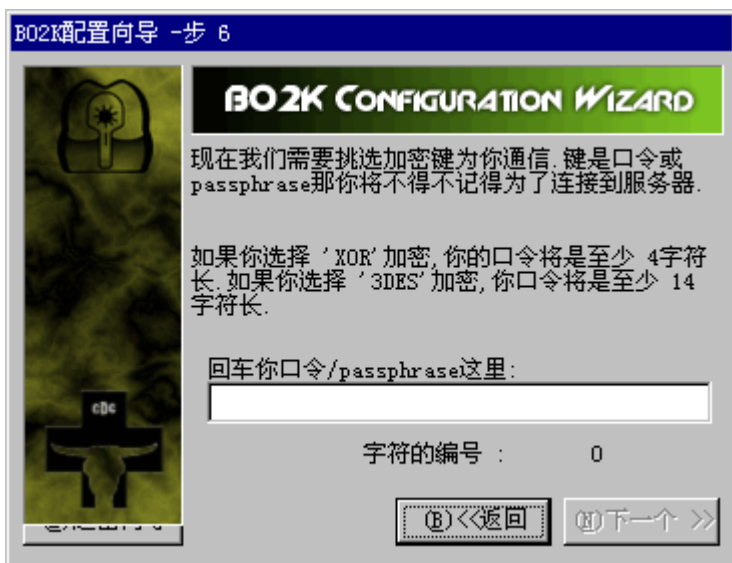 BO2K配置向导 -步 6
BO2K CONFIGURATION WIZARD
现在我们需要挑选加密键为你通信.键是口令或
passphrase那你将不得不记得为了连接到服务器.
如果你选择 'XOR'加密,你的口令将是至少 4字符
长.如果你选择 '3DES'加密,你口令将是至少 14
字符长.
回车你口令/passphrase这里:
cDc
字符的编号 : 0
(B)<<返回
(N)下一个 >>